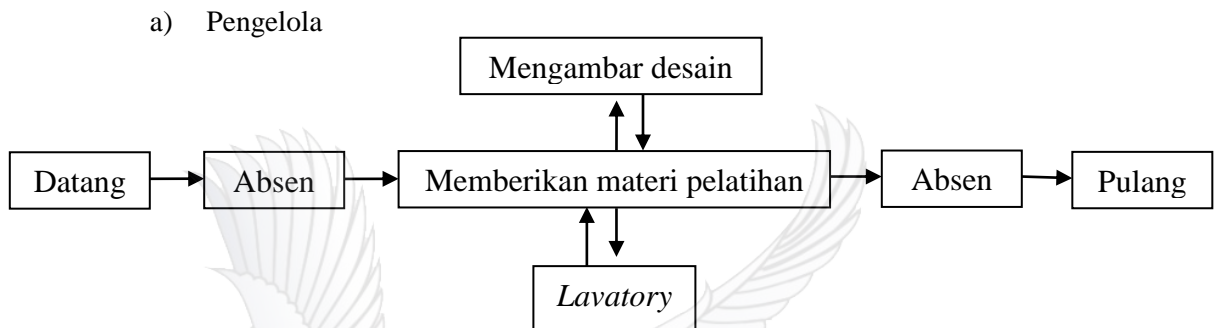 a) Pengelola
Mengambar desain
Datang
Absen
Memberikan materi pelatihan
Absen
Pulang
Lavatory